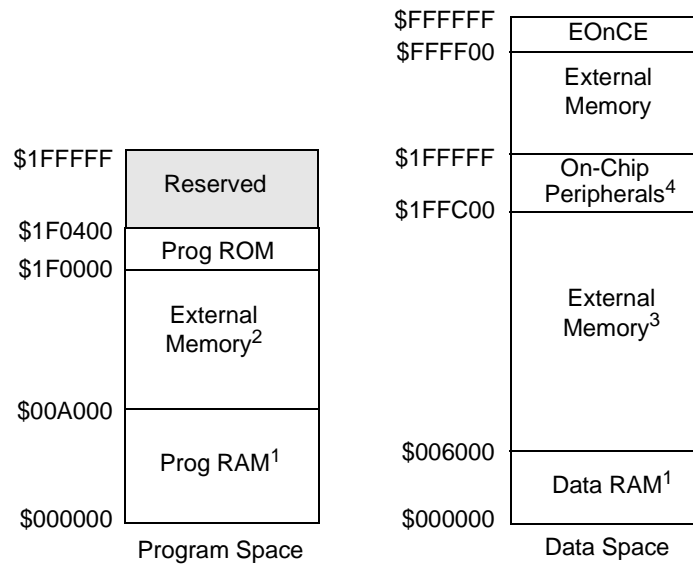 $1FFFFF
Reserved
$1F0400
Prog ROM
$1F0000
External
Memory2
$00A000
Prog RAM1
$000000
Program Space
$FFFFFF
EOnCE
$FFFF00
External
Memory
$1FFFFF
On-Chip
Peripherals4
$1FFC00
External
Memory3
$006000
Data RAM1
$000000
Data Space